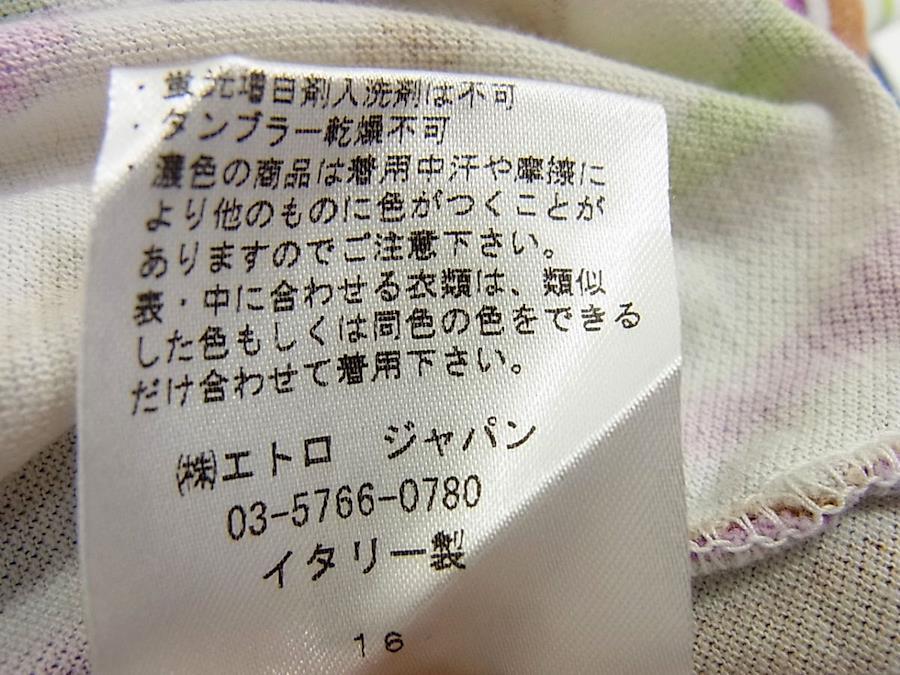 ・蛍光増白剤入洗剤は不可
・タンブラー乾燥不可
・濃色の商品は着用中汗や摩擦に
より他のものに色がつくことが
ありますのでご注意下さい。
表・中に合わせる衣類は、類似
した色もしくは同色の色をできる
だけ合わせて着用下さい。
㈱エトロ ジャパン
03-5766-0780
イタリー製
16